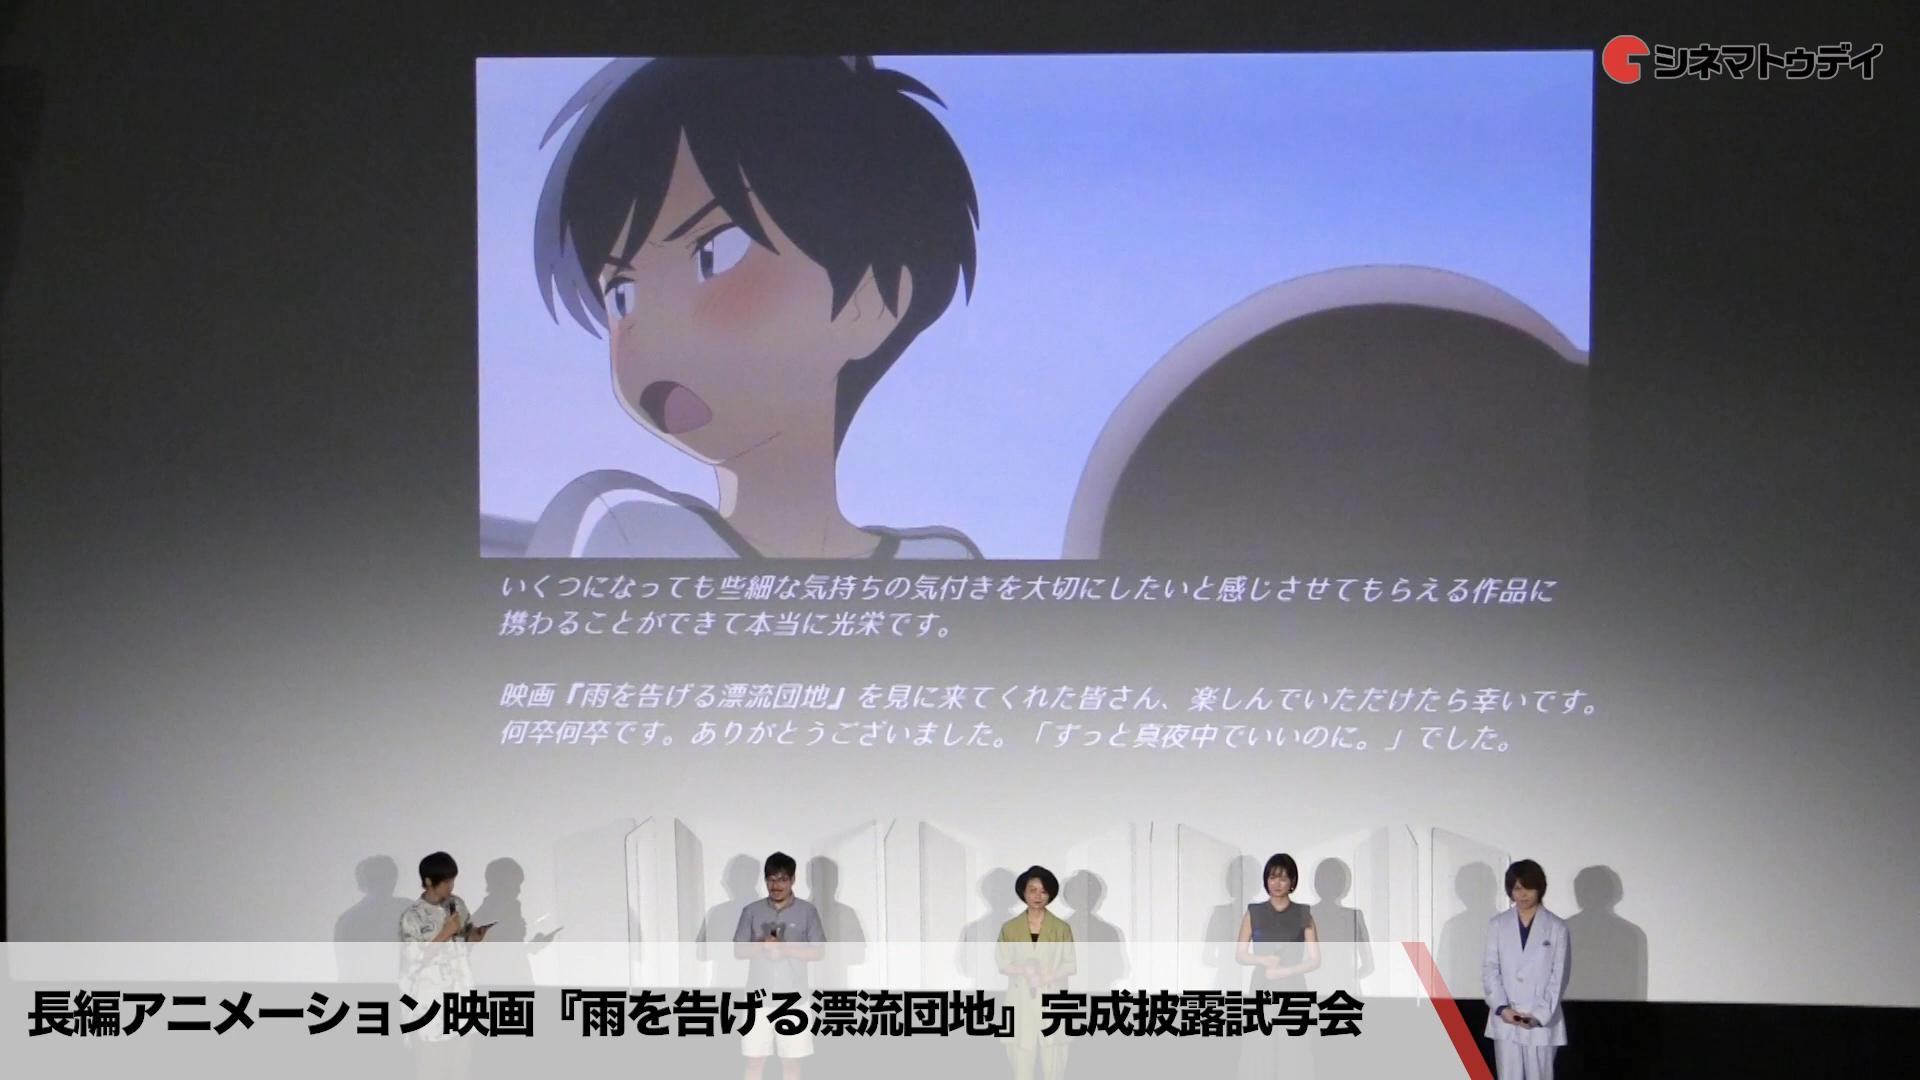 シネマトゥデイ
いくつになっても些細な気持ちの気付きを大切にしたいと感じさせてもらえる作品に
携わることができて本当に光栄です。
映画『雨を告げる漂流団地』を見に来てくれた皆さん、楽しんでいただけたら幸いです。
何卒何卒です。ありがとうございました。「ずっと真夜中でいいのに。」でした。
長編アニメーション映画『雨を告げる漂流団地』完成披露試写会